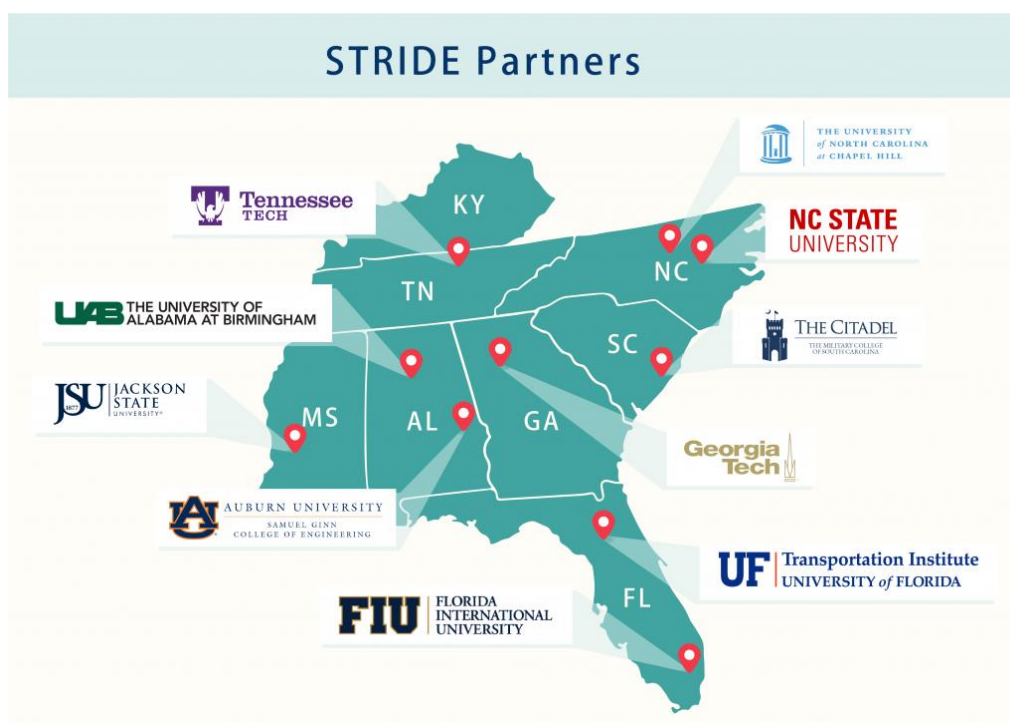 STRIDE Partners
THE UNIVERSITY
of NORTH CAROLINA
at CHAPEL HILL
Tennessee
TECH
KY
NC STATE
UNIVERSITY
NC
TN
UAB THE UNIVERSITY OF
ALABAMA AT BIRMINGHAM
THE CITADEL
THE MILITARY COLLEGE
OF SOUTH CAROLINA
SC
JSU JACKSON
STATE
UNIVERSITY®
1877
MS
AL
GA
Georgia
Tech
AU AUBURN UNIVERSITY
SAMUEL GINN
COLLEGE OF ENGINEERING
UF Transportation Institute
UNIVERSITY of FLORIDA
FL
FIU FLORIDA
INTERNATIONAL
UNIVERSITY